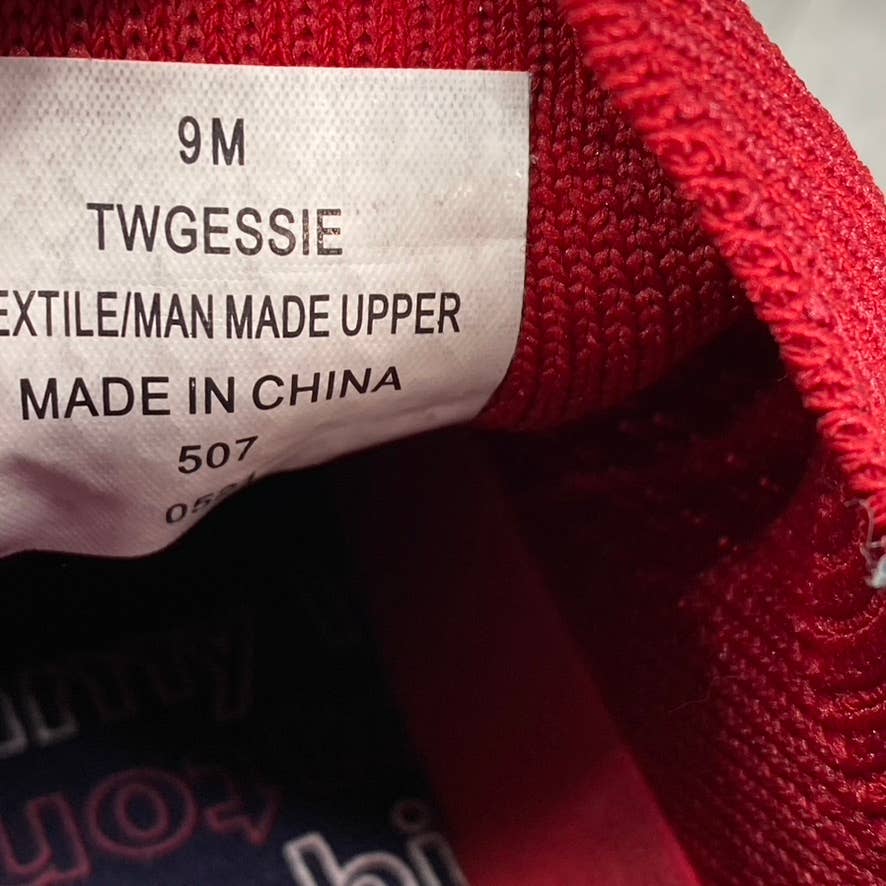 9M
TWGESSIE
EXTILE/MAN MADE UPPER
MADE IN CHINA
507